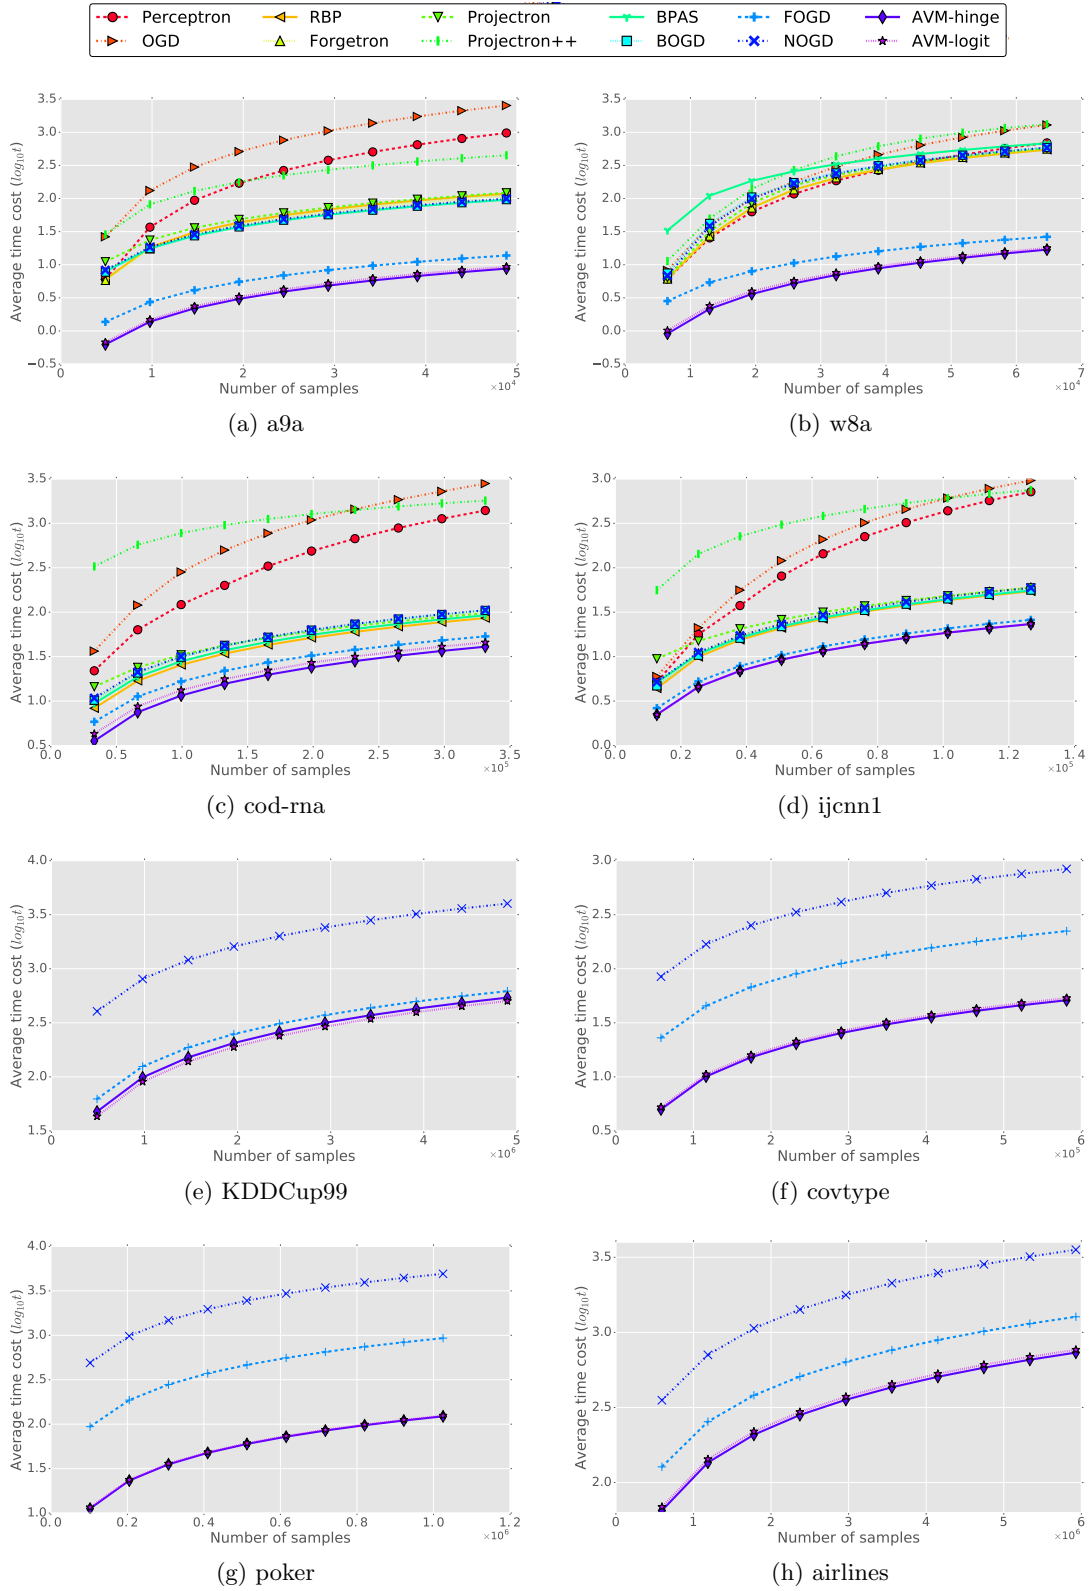 Perceptron RBP Projectron BPAS FOGD AVM-hinge
OGD Forgetron Projectron++ BOGD NOGD AVM-logit
3.5
3.0
2.5
2.0
1.5
1.0
0.5
0.0
−0.5
Average time cost (log10t)
0 1 2 3 4 5
Number of samples
×10^4
(a) a9a
3.5
3.0
2.5
2.0
1.5
1.0
0.5
0.0
−0.5
Average time cost (log10t)
0 1 2 3 4 5 6 7
Number of samples
×10^4
(b) w8a
3.5
3.0
2.5
2.0
1.5
1.0
0.5
Average time cost (log10t)
0.0 0.5 1.0 1.5 2.0 2.5 3.0 3.5
Number of samples
×10^5
(c) cod-rna
3.0
2.5
2.0
1.5
1.0
0.5
0.0
Average time cost (log10t)
0.0 0.2 0.4 0.6 0.8 1.0 1.2 1.4
Number of samples
×10^5
(d) ijcnn1
4.0
3.5
3.0
2.5
2.0
1.5
Average time cost (log10t)
0 1 2 3 4 5
Number of samples
×10^6
(e) KDDCup99
3.0
2.5
2.0
1.5
1.0
0.5
Average time cost (log10t)
0 1 2 3 4 5 6
Number of samples
×10^5
(f) covtype
4.0
3.5
3.0
2.5
2.0
1.5
1.0
Average time cost (log10t)
0.0 0.2 0.4 0.6 0.8 1.0 1.2
Number of samples
×10^6
(g) poker
3.5
3.0
2.5
2.0
Average time cost (log10t)
0 1 2 3 4 5 6
Number of samples
×10^6
(h) airlines